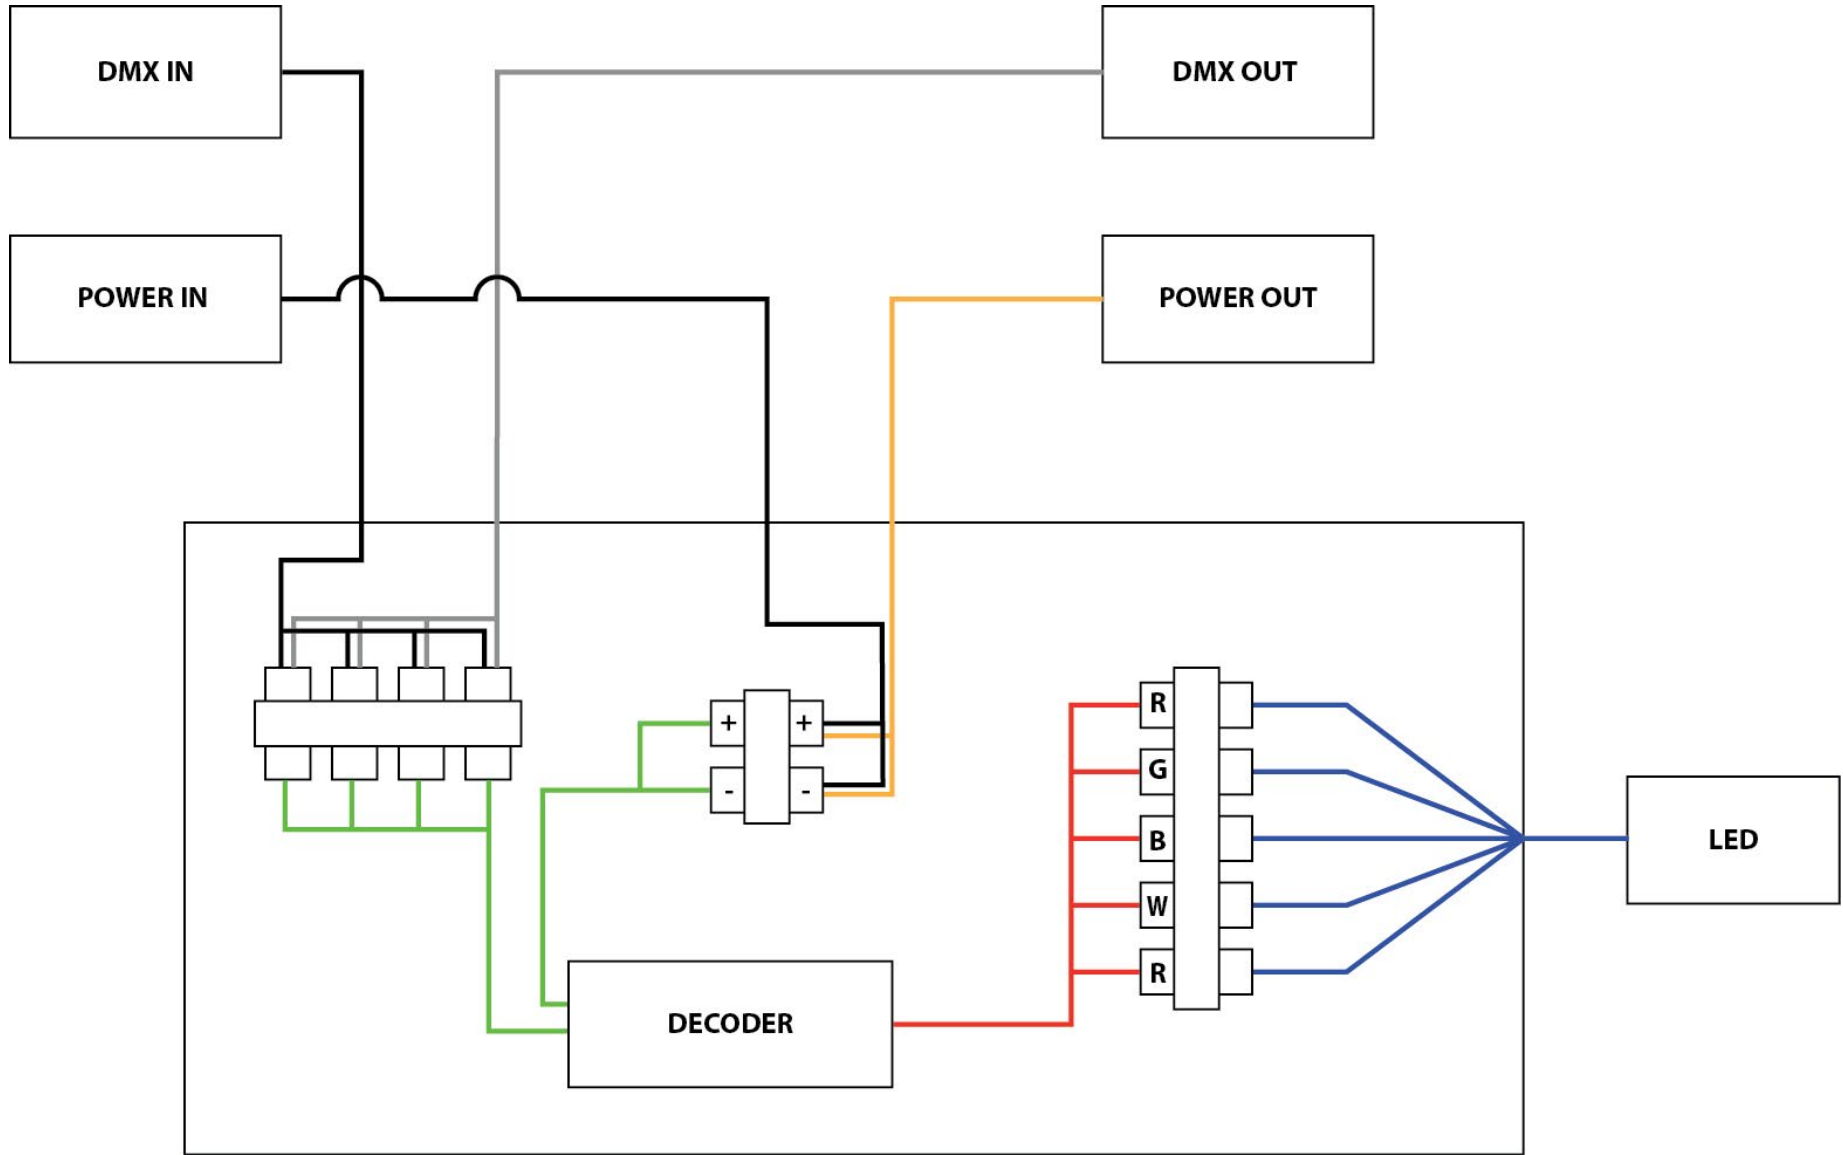 DMX IN
DMX OUT
POWER IN
POWER OUT
+ +
- -
R
G
B
W
R
LED
DECODER